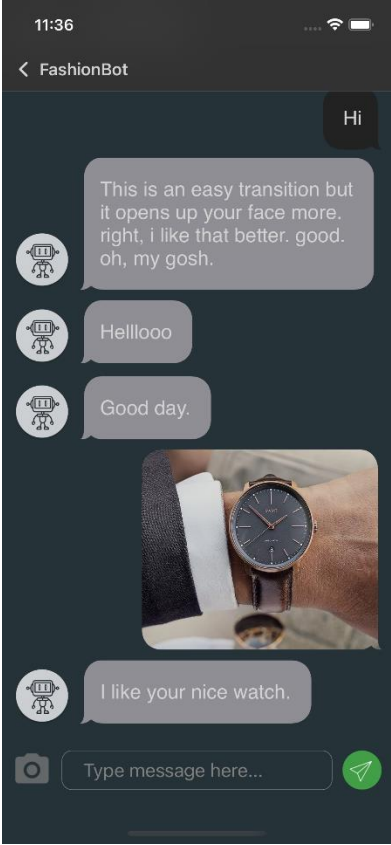 11:36
FashionBot
Hi
This is an easy transition but
it opens up your face more.
right, i like that better. good.
oh, my gosh.
Helllooo
Good day.
I like your nice watch.
Type message here...